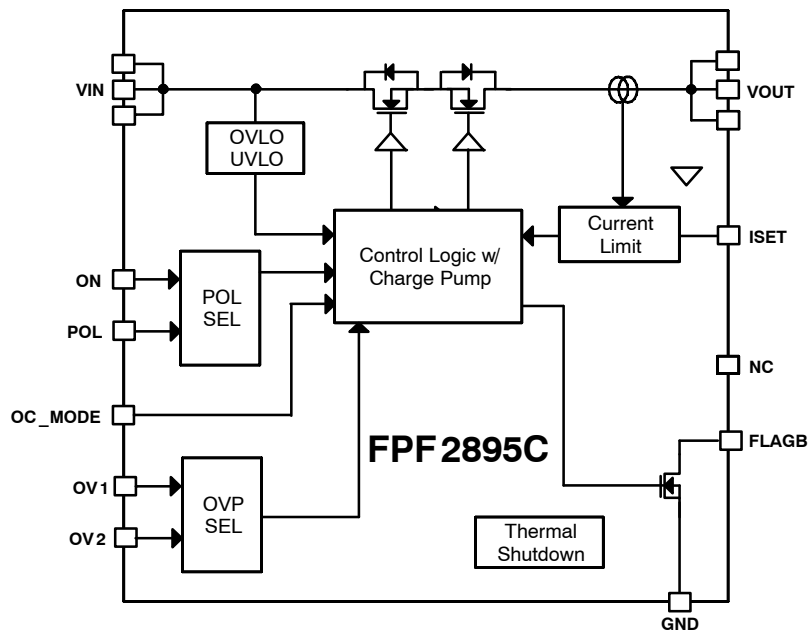 VIN
VOUT
OVLO
UVLO
Current
Limit
ISET
Control Logic w/
Charge Pump
ON
POL
SEL
POL
NC
OC_MODE
FPF2895C
FLAGB
OV1
OVP
SEL
OV2
Thermal
Shutdown
GND